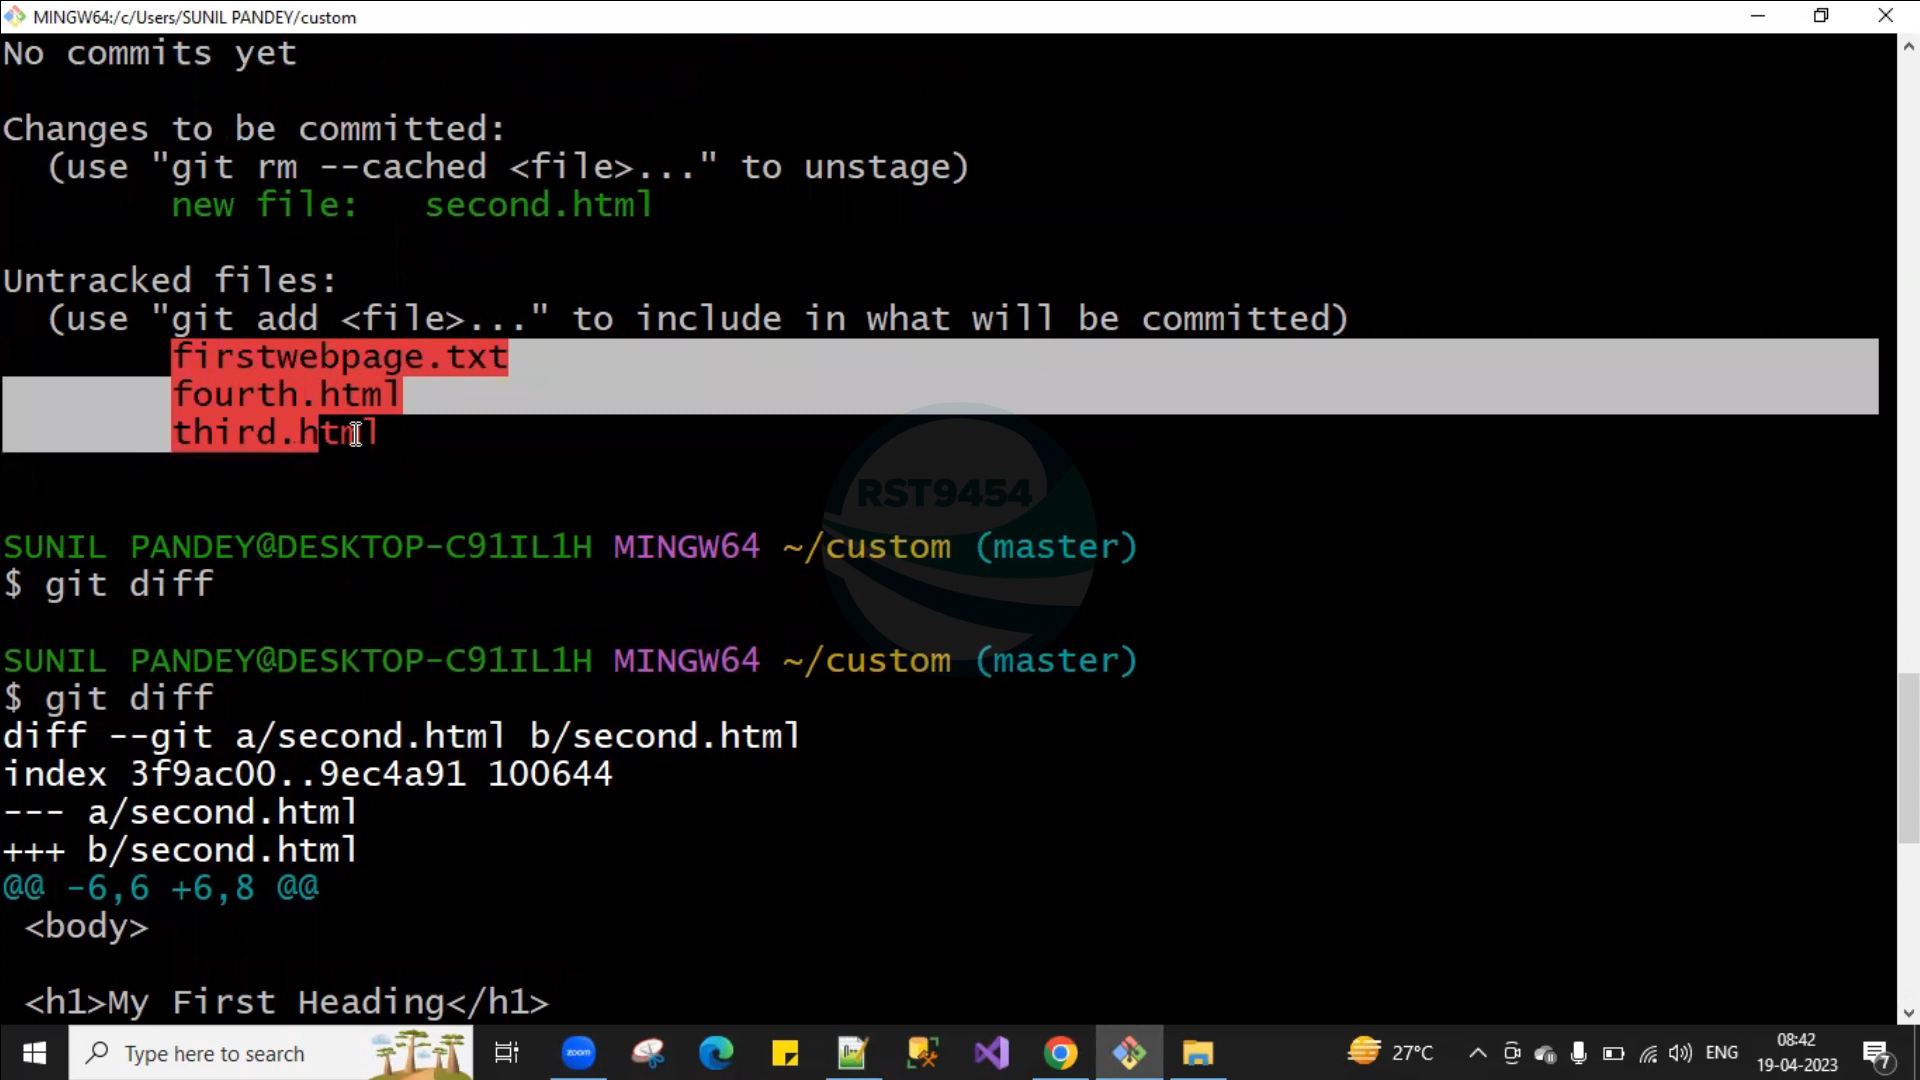 MINGW64:/c/Users/SUNIL PANDEY/custom
No commits yet
Changes to be committed:
(use "git rm --cached <file>..." to unstage)
new file: second.html
Untracked files:
(use "git add <file>..." to include in what will be committed)
firstwebpage.txt
fourth.html
third.html
RST9454
SUNIL PANDEY@DESKTOP-C91IL1H MINGW64 ~/custom (master)
$ git diff
SUNIL PANDEY@DESKTOP-C91IL1H MINGW64 ~/custom (master)
$ git diff
diff --git a/second.html b/second.html
index 3f9ac00..9ec4a91 100644
--- a/second.html
+++ b/second.html
@@ -6,6 +6,8 @@
<body>
<h1>My First Heading</h1>
Type here to search
zoom
27°C
ENG
08:42
19-04-2023
7